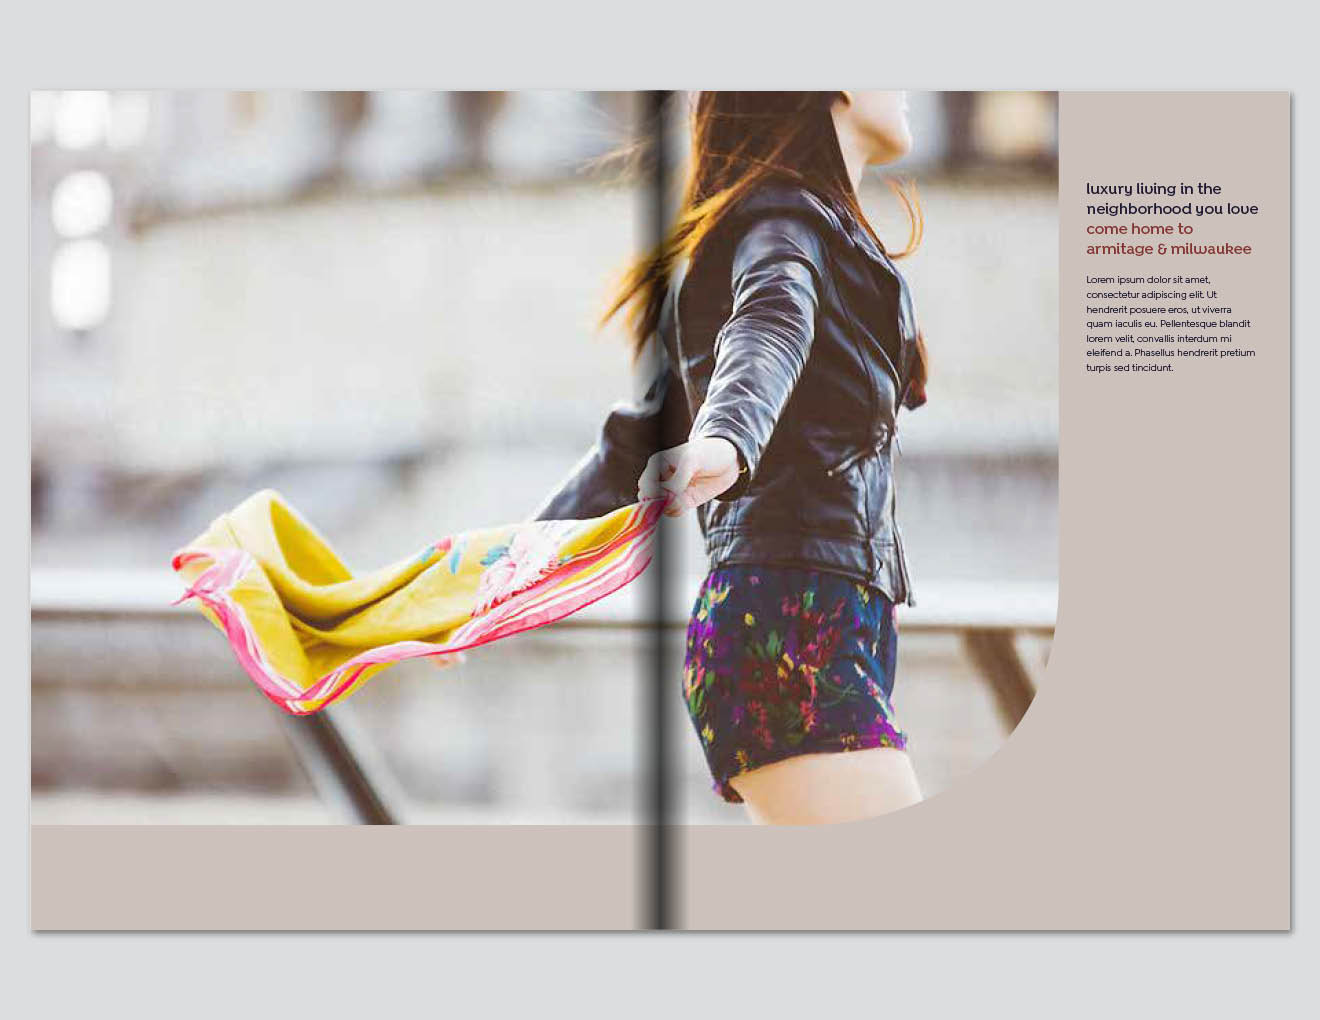 luxury living in the
neighborhood you love
come home to
armitage & milwaukee
Lorem ipsum dolor sit amet,
consectetur adipiscing elit. Ut
hendrerit posuere eros, ut viverra
quam iaculis eu. Pellentesque blandit
lorem velit, convallis interdum mi
eleifend a. Phasellus hendrerit pretium
turpis sed tincidunt.